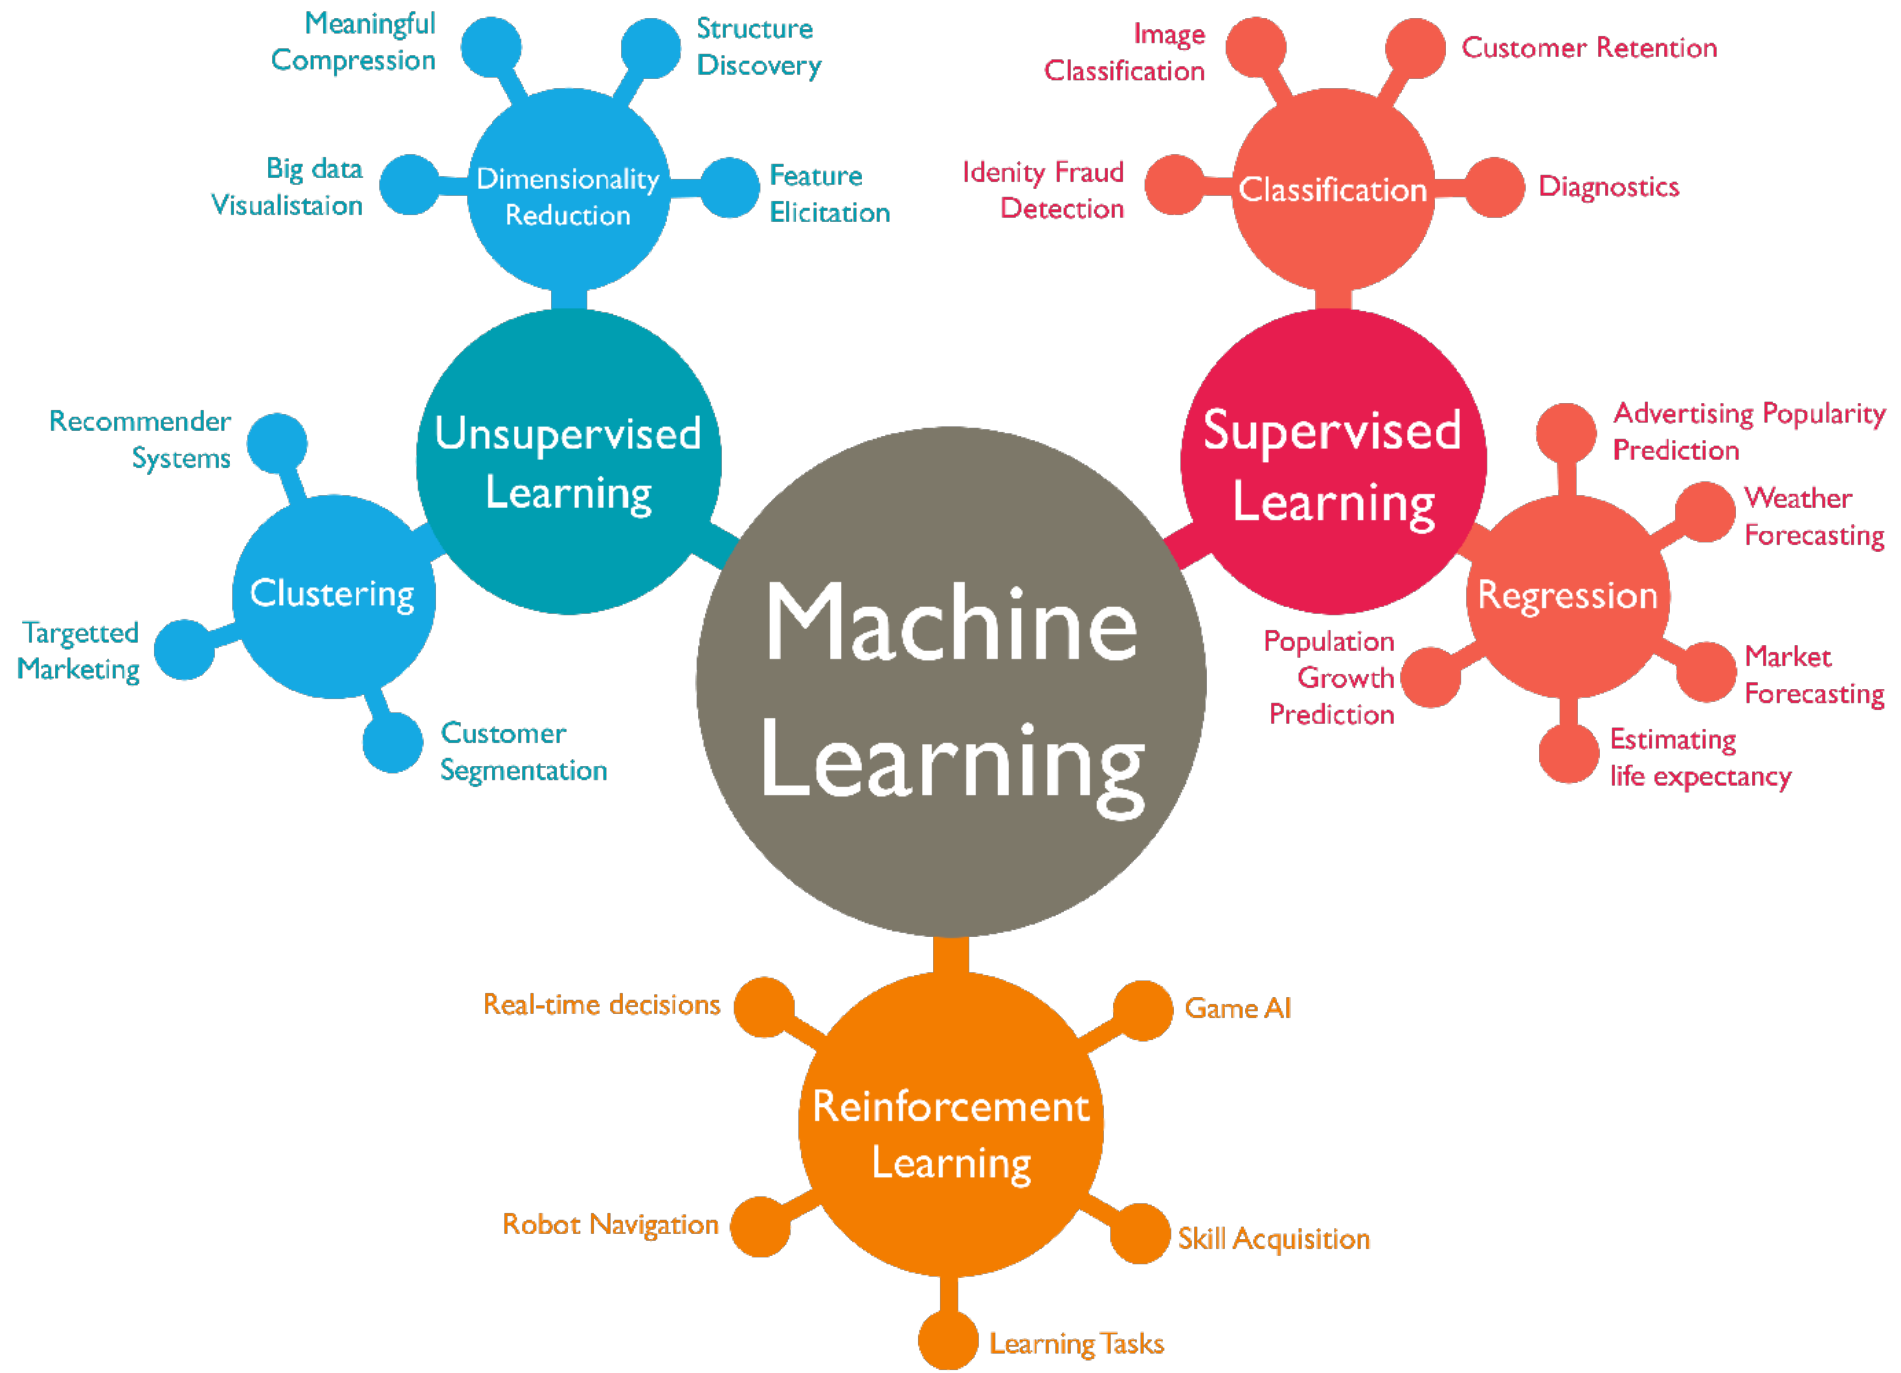 Meaningful
Compression
Structure
Discovery
Big data
Visualistaion
Dimensionality
Reduction
Feature
Elicitation
Image
Classification
Customer Retention
Idenity Fraud
Detection
Classification
Diagnostics
Recommender
Systems
Unsupervised
Learning
Clustering
Targetted
Marketing
Customer
Segmentation
Supervised
Learning
Advertising Popularity
Prediction
Weather
Forecasting
Regression
Population
Growth
Prediction
Market
Forecasting
Estimating
life expectancy
Machine
Learning
Real-time decisions
Game AI
Reinforcement
Learning
Robot Navigation
Skill Acquisition
Learning Tasks